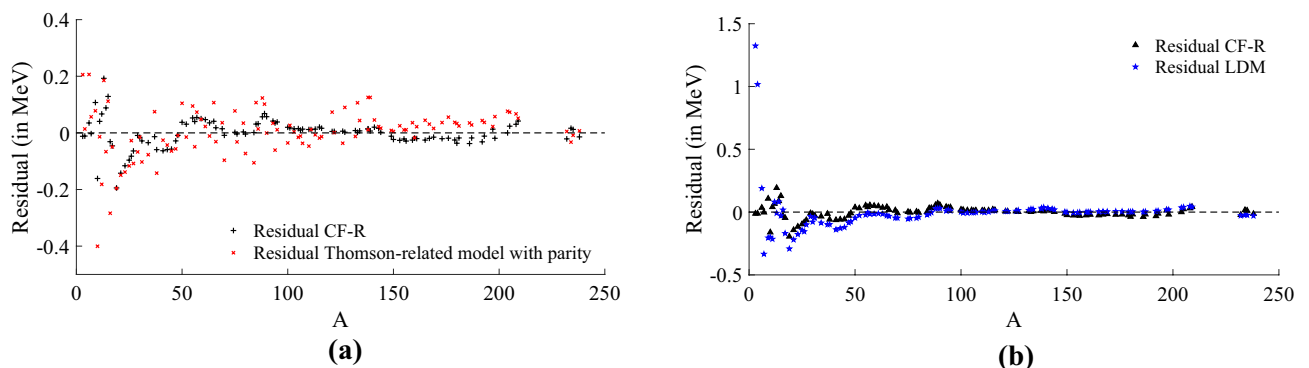 0.4
0.2
0
-0.2
-0.4
Residual (in MeV)
Residual CF-R
Residual Thomson-related model with parity
0
50
100
150
200
250
A
(a)
1.5
1
0.5
0
-0.5
Residual (in MeV)
Residual CF-R
Residual LDM
0
50
100
150
200
250
A
(b)